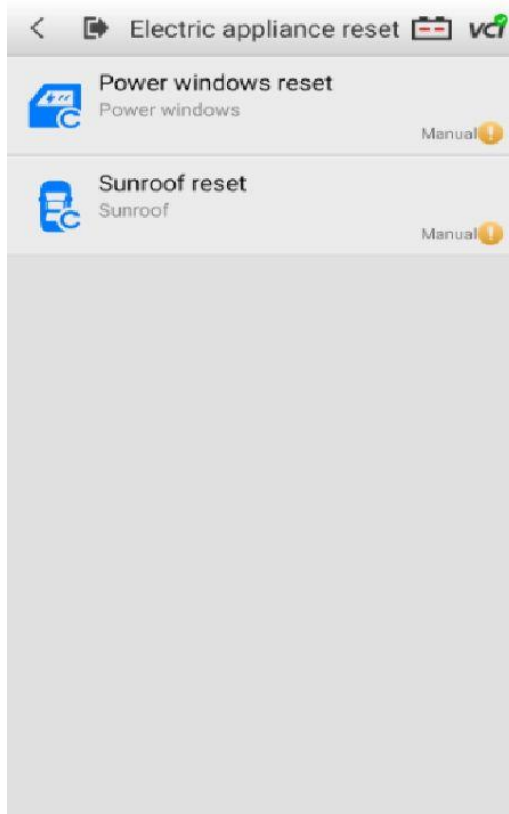 Electric appliance reset VCI
Power windows reset
Power windows
Manual
Sunroof reset
Sunroof
Manual